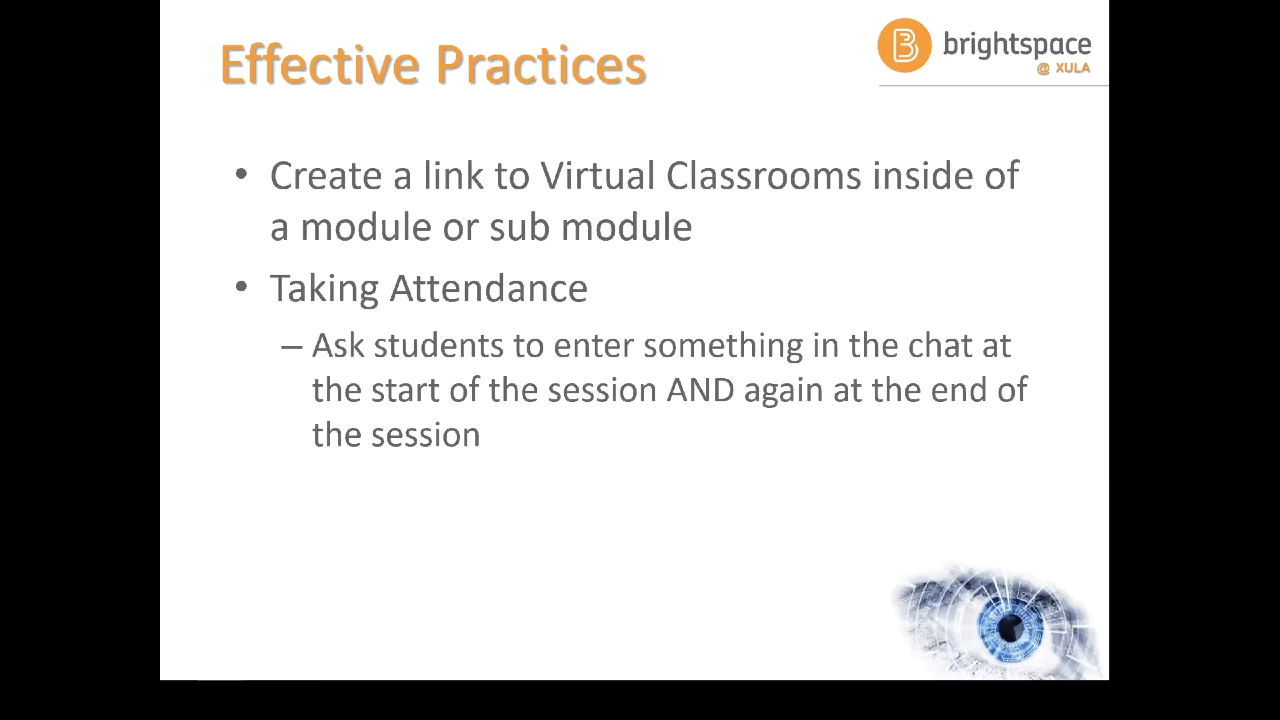 Effective Practices
brightspace
@ XULA
• Create a link to Virtual Classrooms inside of
a module or sub module
• Taking Attendance
– Ask students to enter something in the chat at
the start of the session AND again at the end of
the session